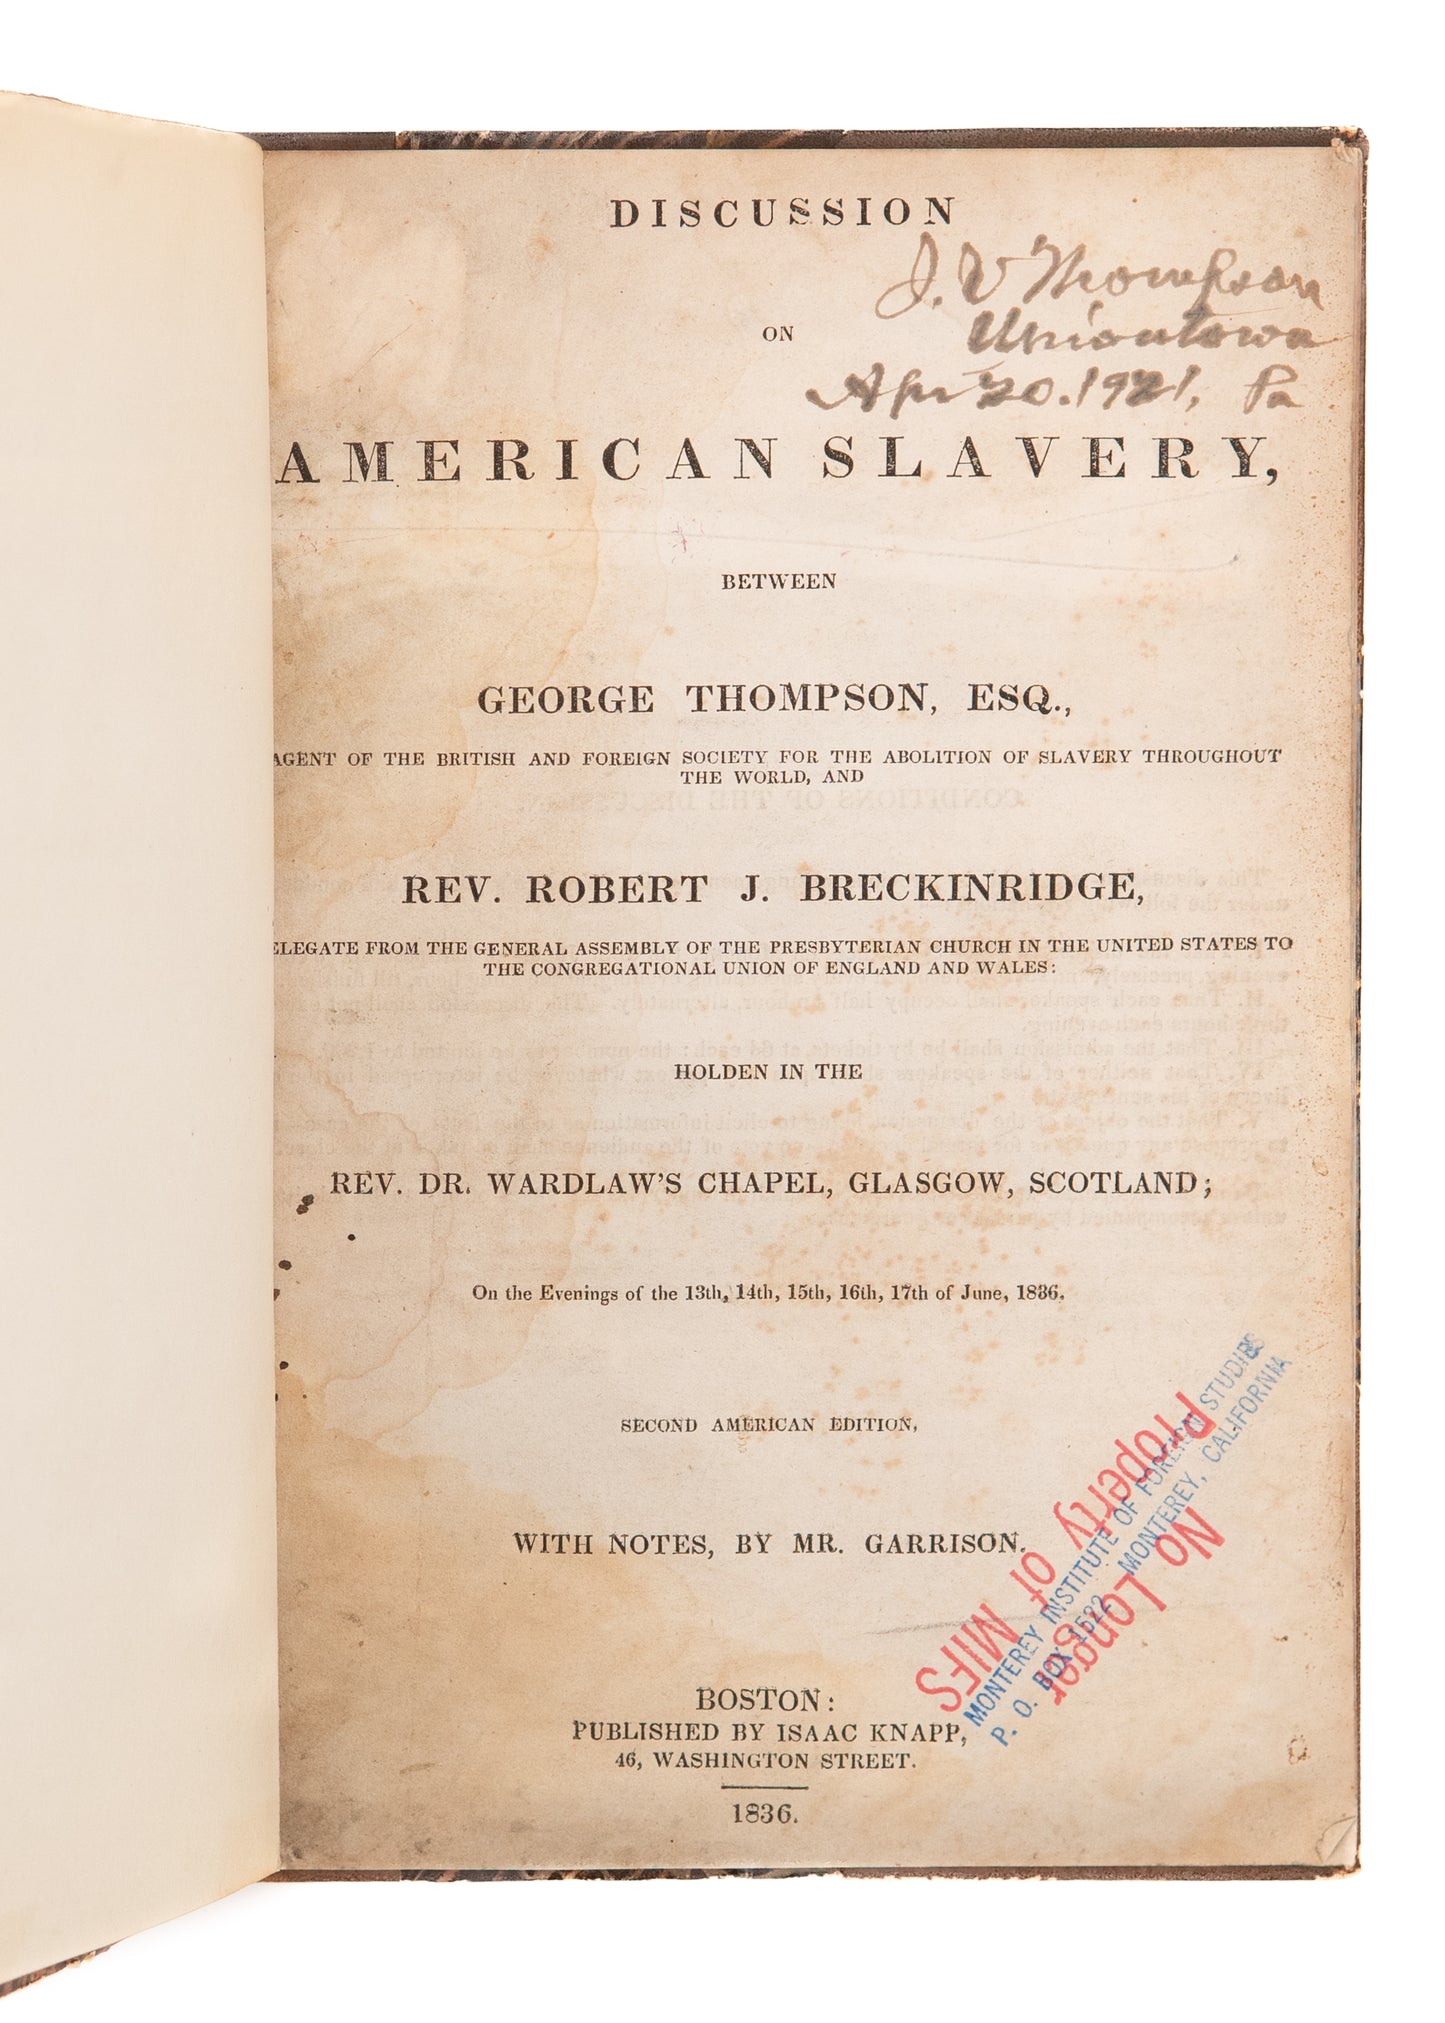 DISCUSSION
J. V Thompson
ON
Uniontown
Apr 20. 1921, Pa
AMERICAN SLAVERY,
BETWEEN
GEORGE THOMPSON, ESQ.,
AGENT OF THE BRITISH AND FOREIGN SOCIETY FOR THE ABOLITION OF SLAVERY THROUGHOUT
THE WORLD, AND
REV. ROBERT J. BRECKINRIDGE,
ELEGATE FROM THE GENERAL ASSEMBLY OF THE PRESBYTERIAN CHURCH IN THE UNITED STATES TO
THE CONGREGATIONAL UNION OF ENGLAND AND WALES:
HOLDEN IN THE
REV. DR. WARDLAW'S CHAPEL, GLASGOW, SCOTLAND;
On the Evenings of the 13th, 14th, 15th, 16th, 17th of June, 1836.
SECOND AMERICAN EDITION,
WITH NOTES, BY MR. GARRISON.
MONTEREY INSTITUTE OF FOREIGN STUDIES
P. O. BOX 1522 MONTEREY, CALIFORNIA
No Longer
Property of
MIFS
BOSTON:
PUBLISHED BY ISAAC KNAPP,
46, WASHINGTON STREET.
1836.